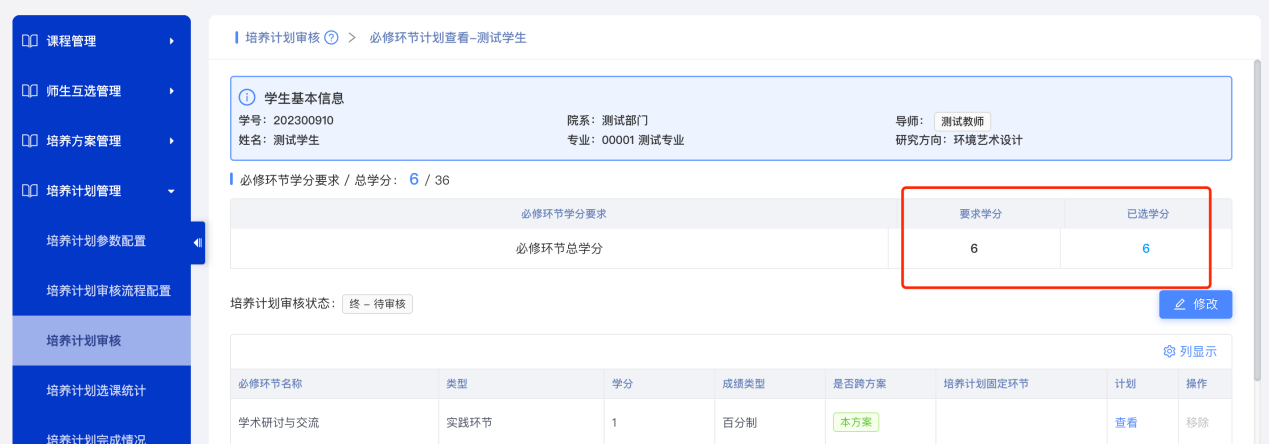 课程管理
师生互选管理
培养方案管理
培养计划管理
培养计划参数配置
培养计划审核流程配置
培养计划审核
培养计划选课统计
培养计划完成情况
培养计划审核 ? > 必修环节计划查看-测试学生
学生基本信息
学号: 202300910 院系: 测试部门 导师: 测试教师
姓名: 测试学生 专业: 00001 测试专业 研究方向: 环境艺术设计
必修环节学分要求 / 总学分: 6 / 36
必修环节学分要求 要求学分 已选学分
必修环节总学分 6 6
培养计划审核状态: 终 – 待审核 修改
列显示
必修环节名称 类型 学分 成绩类型 是否跨方案 培养计划固定环节 计划 操作
学术研讨与交流 实践环节 1 百分制 本方案 查看 移除